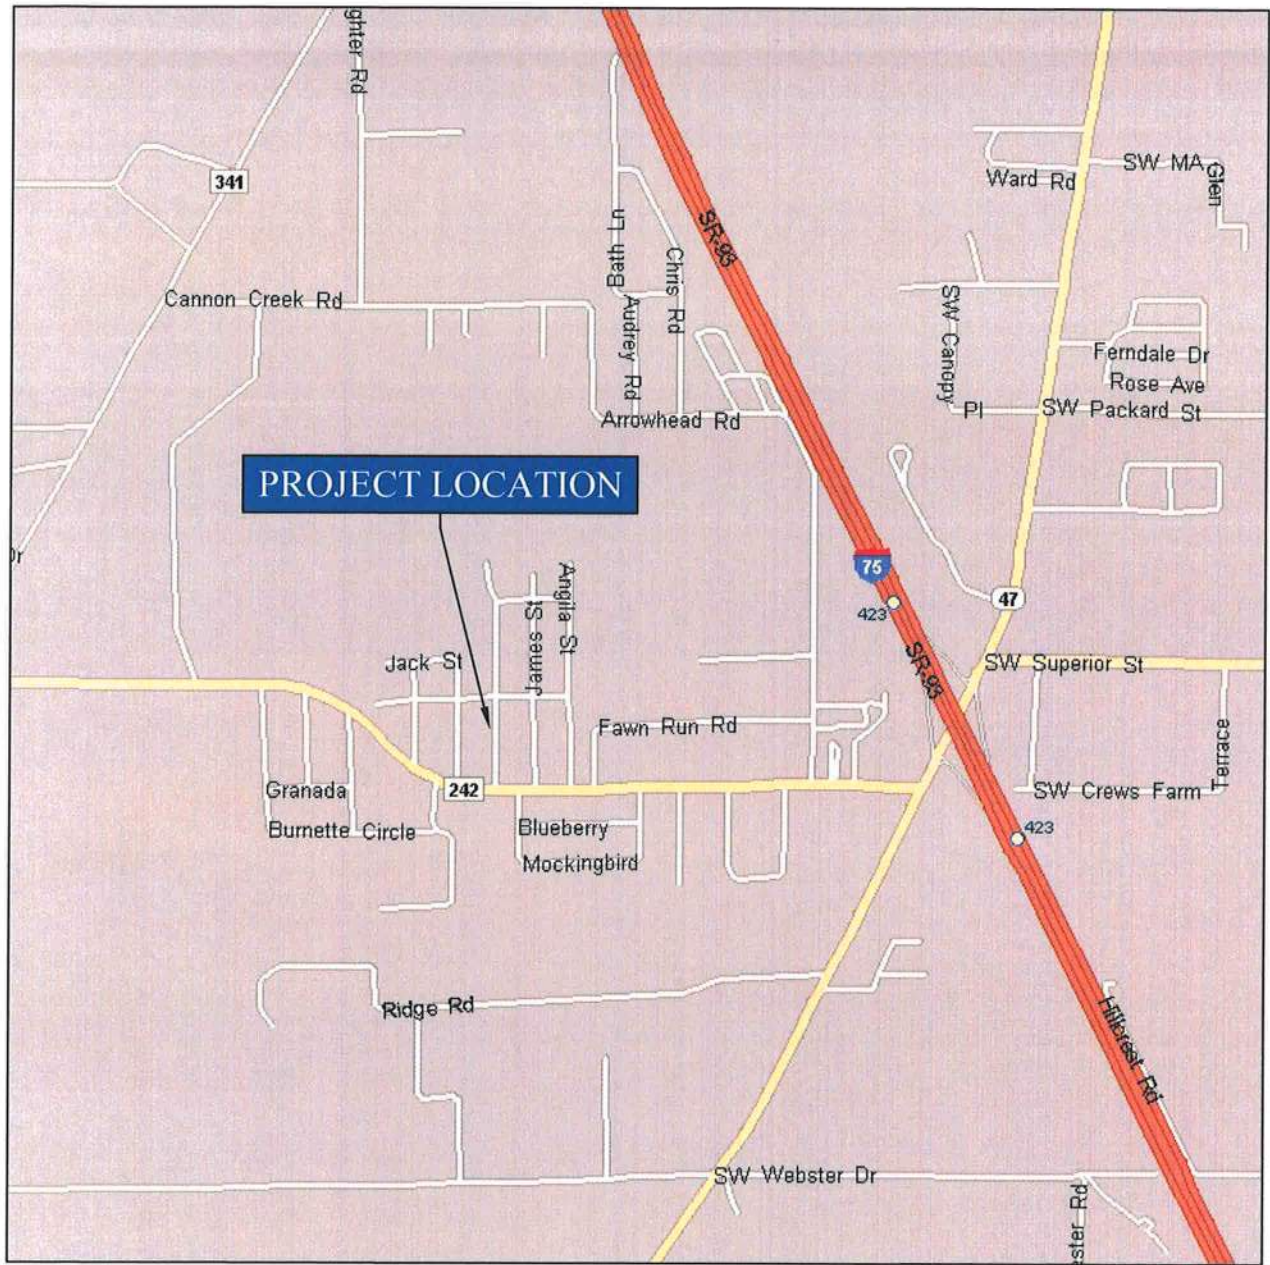 ghter Rd
341
SW MA
Glen
Ward Rd
SR-93
Bath Ln
Chris Rd
Cannon Creek Rd
Audrey Rd
SW Canopy
Ferndale Dr
Rose Ave
Pl
SW Packard St
Arrowhead Rd
PROJECT LOCATION
Dr
75
47
423
Anglia St
James St
Jack St
SR-93
SW Superior St
Fawn Run Rd
Terrace
Granada
242
SW Crews Farm
Burnette Circle
Blueberry
423
Mockingbird
Ridge Rd
Hillcrest Rd
SW Webster Dr
ester Rd